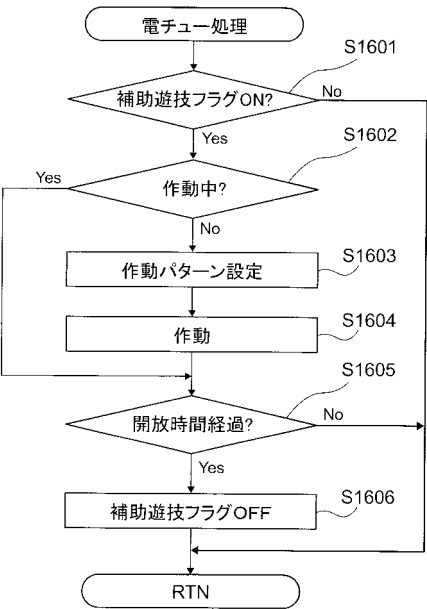 電チュー処理
S1601
補助遊技フラグON?
No
Yes
S1602
Yes
作動中?
No
S1603
作動パターン設定
S1604
作動
S1605
開放時間経過?
No
Yes
S1606
補助遊技フラグOFF
RTN